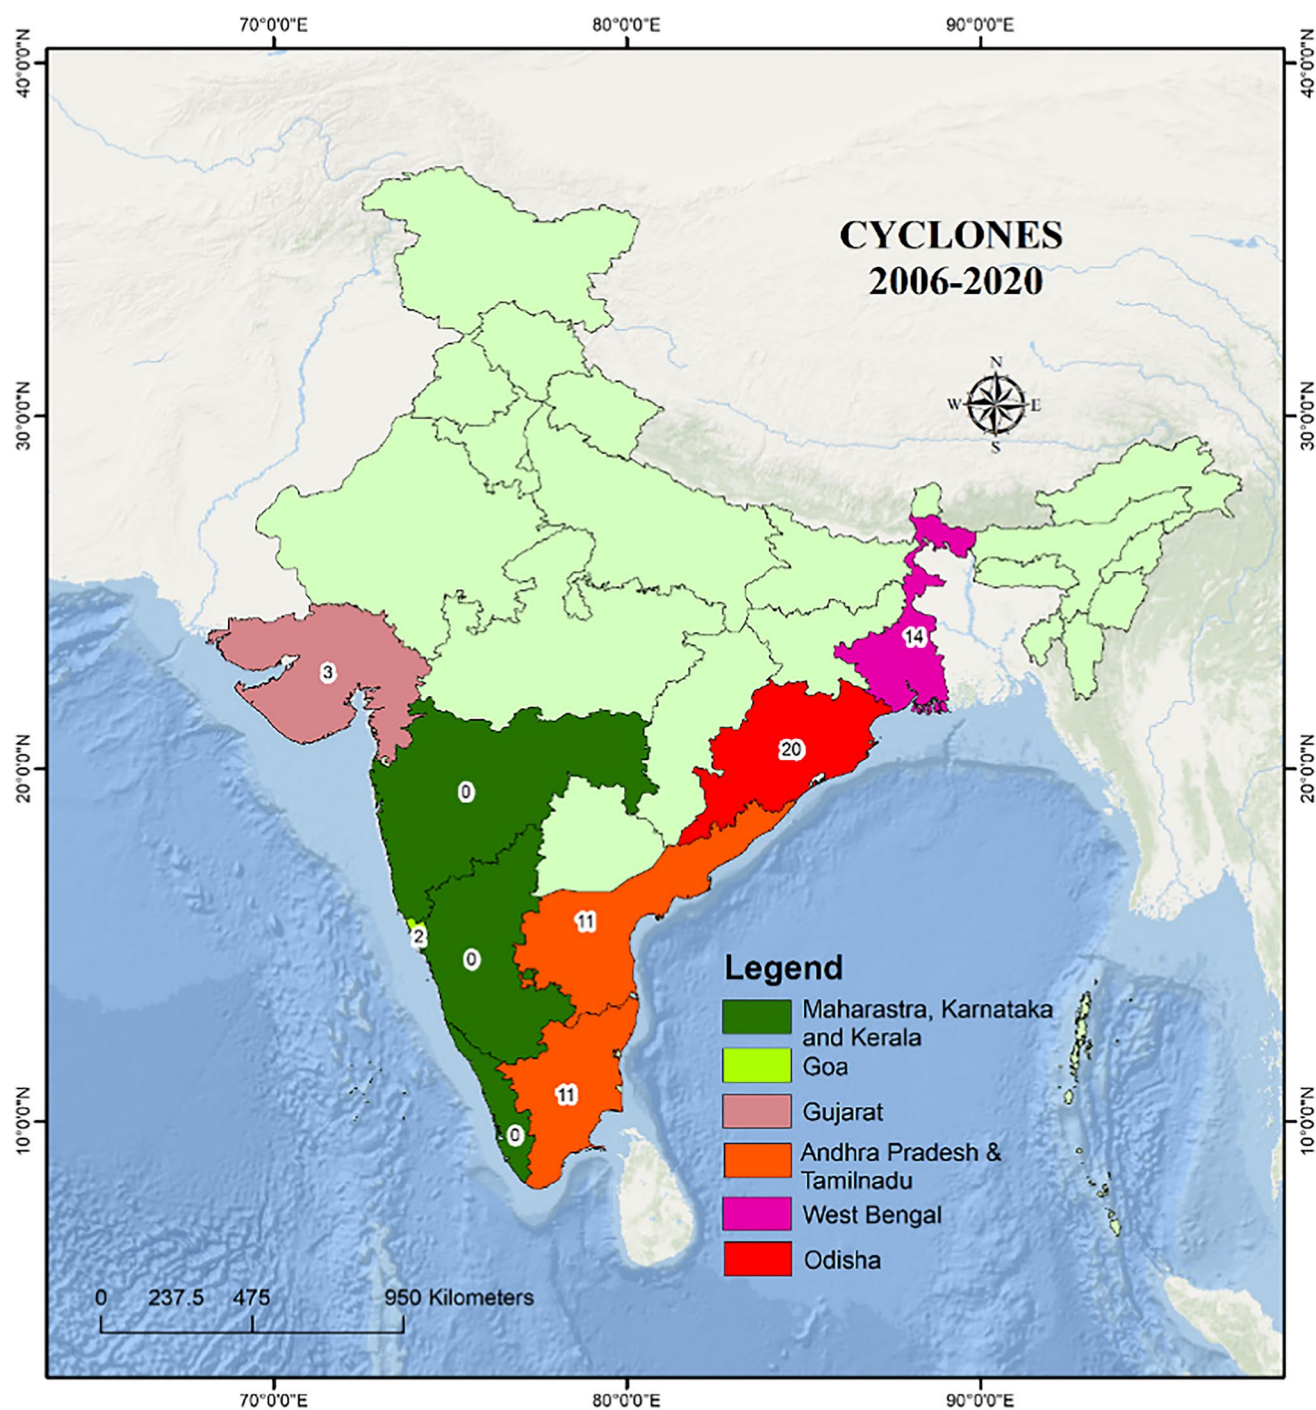 70°0'0"E 80°0'0"E 90°0'0"E
40°0'0"N 40°0'0"N
CYCLONES
2006-2020
N
W E
S
30°0'0"N 30°0'0"N
14
3
20
20°0'0"N 20°0'0"N
0
11
2
0
Legend
Maharastra, Karnataka
and Kerala
Goa
11
Gujarat
10°0'0"N 10°0'0"N
0
Andhra Pradesh &
Tamilnadu
West Bengal
Odisha
0 237.5 475 950 Kilometers
70°0'0"E 80°0'0"E 90°0'0"E